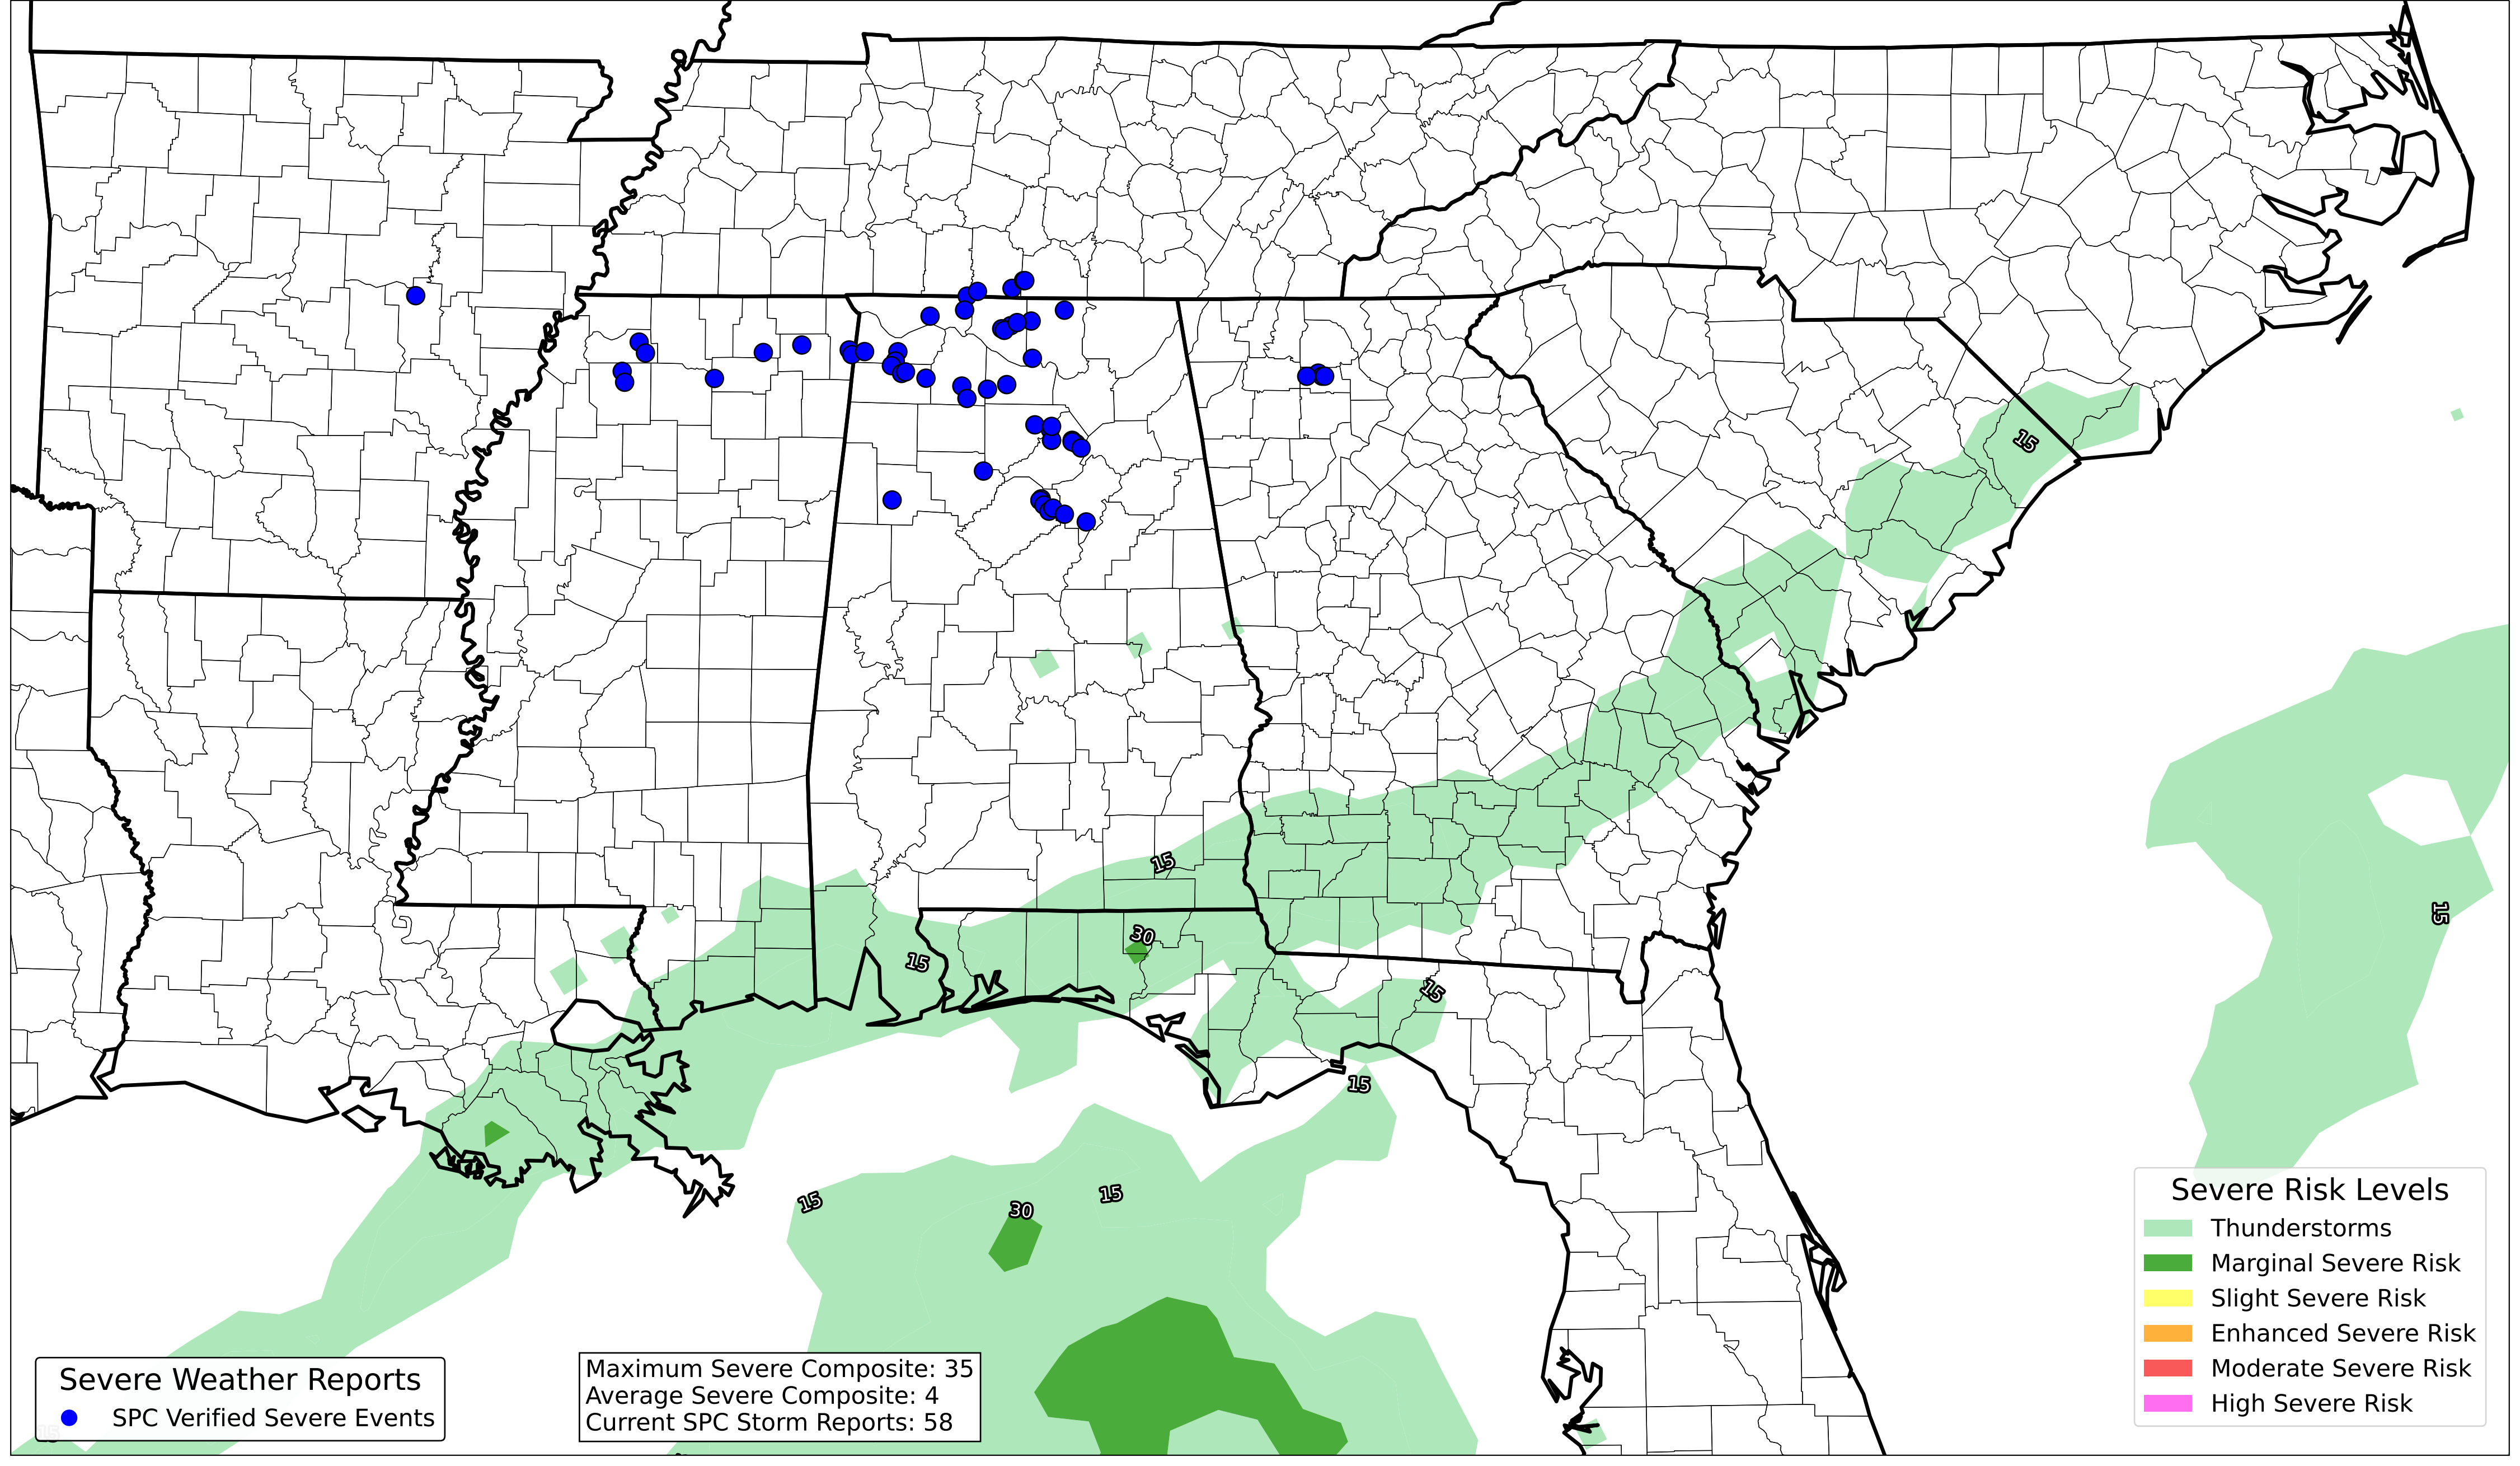 15
15
30
15
15
15
15
15
30
15
Severe Risk Levels
Thunderstorms
Marginal Severe Risk
Slight Severe Risk
Enhanced Severe Risk
Moderate Severe Risk
High Severe Risk
Severe Weather Reports
SPC Verified Severe Events
15
Maximum Severe Composite: 35
Average Severe Composite: 4
Current SPC Storm Reports: 58